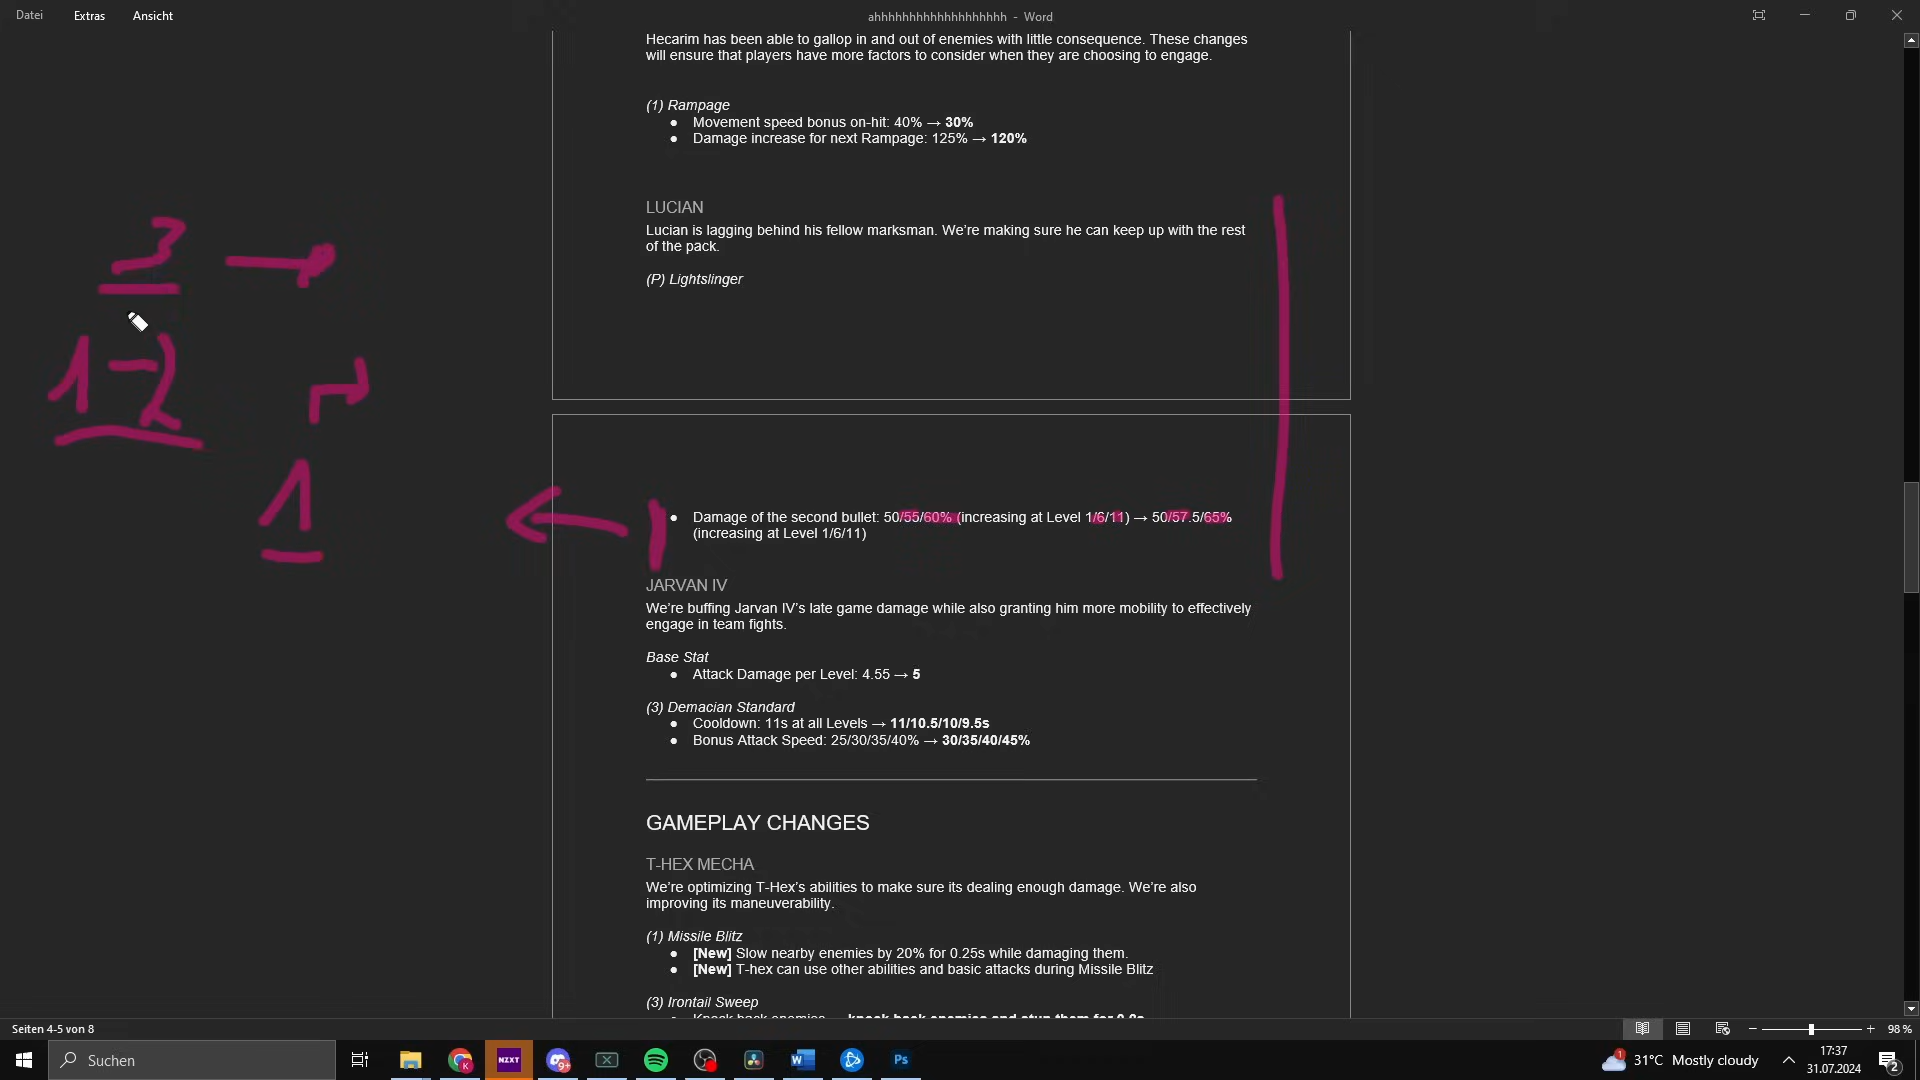 Datei Extras Ansicht ahhhhhhhhhhhhhhhhhhh - Word
Hecarim has been able to gallop in and out of enemies with little consequence. These changes
will ensure that players have more factors to consider when they are choosing to engage.
(1) Rampage
● Movement speed bonus on-hit: 40% → 30%
● Damage increase for next Rampage: 125% → 120%
LUCIAN
Lucian is lagging behind his fellow marksman. We’re making sure he can keep up with the rest
of the pack.
(P) Lightslinger
3
1-2
1
● Damage of the second bullet: 50/55/60% (increasing at Level 1/6/11) → 50/57.5/65%
(increasing at Level 1/6/11)
JARVAN IV
We’re buffing Jarvan IV’s late game damage while also granting him more mobility to effectively
engage in team fights.
Base Stat
● Attack Damage per Level: 4.55 → 5
(3) Demacian Standard
● Cooldown: 11s at all Levels → 11/10.5/10/9.5s
● Bonus Attack Speed: 25/30/35/40% → 30/35/40/45%
GAMEPLAY CHANGES
T-HEX MECHA
We’re optimizing T-Hex’s abilities to make sure its dealing enough damage. We’re also
improving its maneuverability.
(1) Missile Blitz
● [New] Slow nearby enemies by 20% for 0.25s while damaging them.
● [New] T-hex can use other abilities and basic attacks during Missile Blitz
(3) Irontail Sweep
Seiten 4-5 von 8 98 %
Suchen NZXT 9+ W Ps 1 31°C Mostly cloudy 17:37
31.07.2024 2